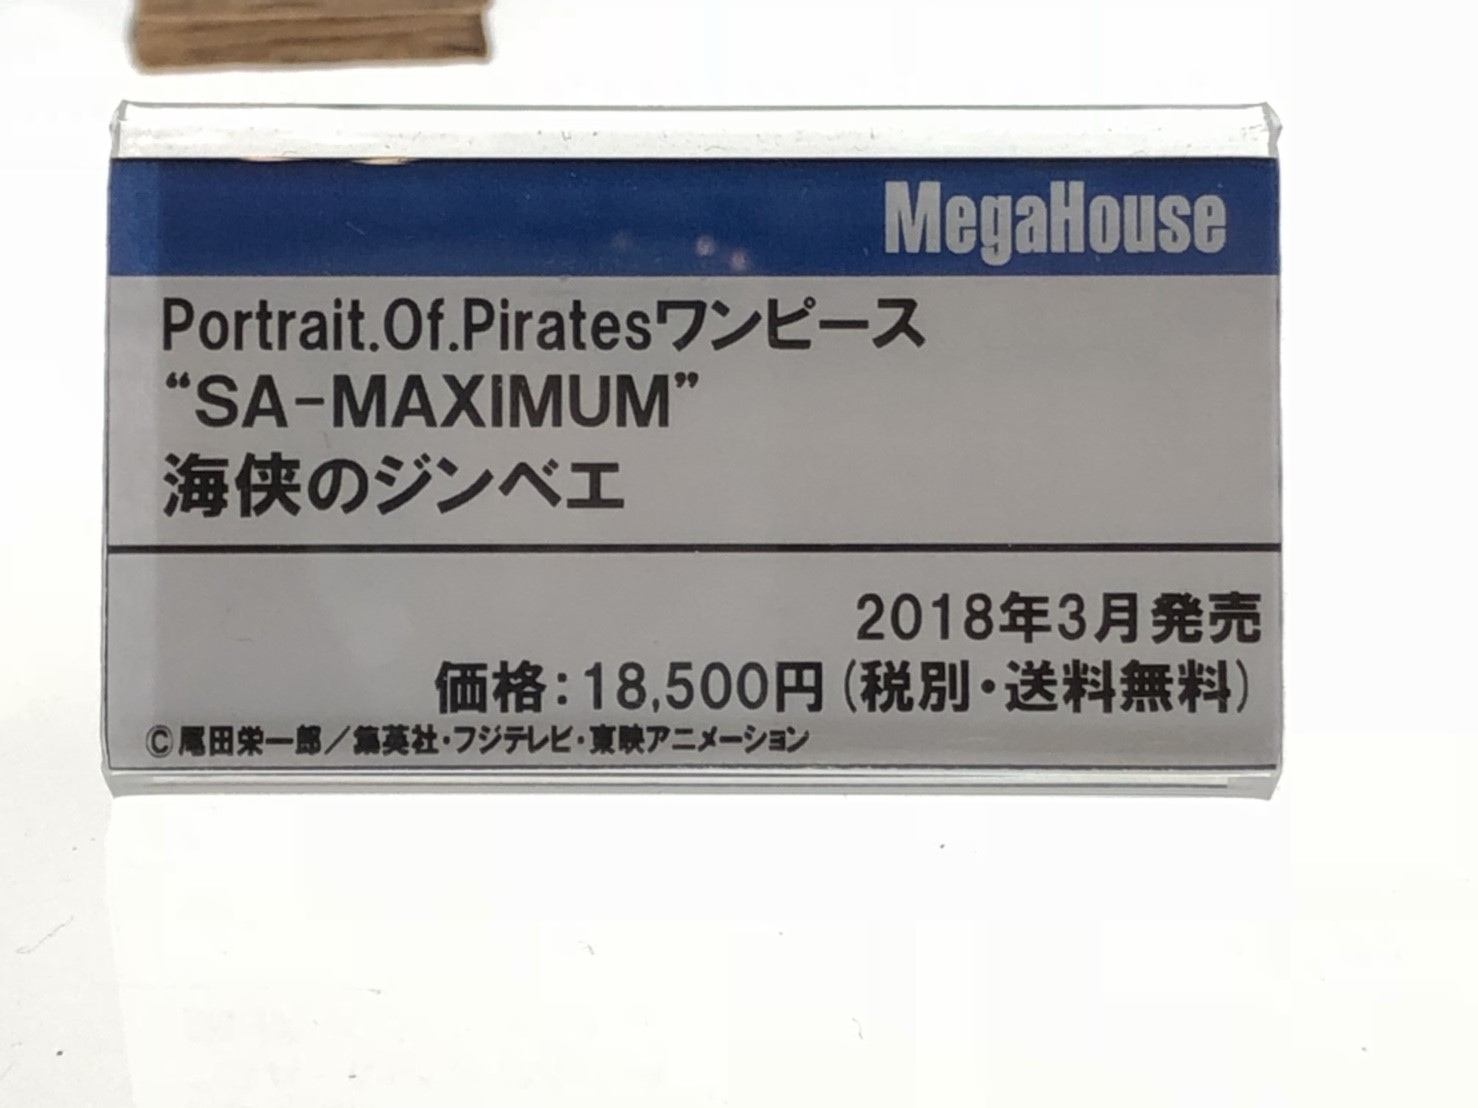 MegaHouse
Portrait.Of.Piratesワンピース
“SA-MAXIMUM”
海侠のジンベエ
2018年3月発売
価格：18,500円（税別・送料無料）
©尾田栄一郎／集英社・フジテレビ・東映アニメーション